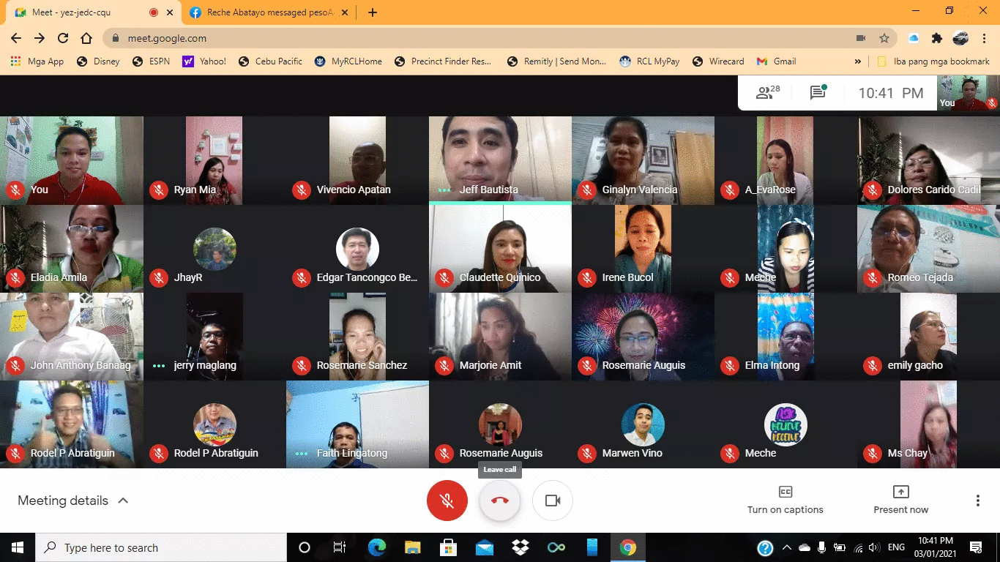 Meet - yez-jedc-cqu
Reche Abatayo messaged pesoA
meet.google.com
Mga App Disney ESPN Yahoo! Cebu Pacific MyRCLHome Precinct Finder Res... Remitly | Send Mon... RCL MyPay Wirecard Gmail » Iba pang mga bookmark
28 10:41 PM You
You Ryan Mia Vivencio Apatan Jeff Bautista Ginalyn Valencia A_EvaRose Dolores Carido Cadil
Eladia Amila JhayR Edgar Tancongco Be... Claudette Quinico Irene Bucol Meche Romeo Tejada
John Anthony Banaag jerry maglang Rosemarie Sanchez Marjorie Amit Rosemarie Auguis Elma Intong emily gacho
BELIEVE
RECEIVE
Rodel P Abratiguin Rodel P Abratiguin Faith Lingatong Rosemarie Auguis Marwen Vino Meche Ms Chay
Leave call
Meeting details
Turn on captions Present now
Type here to search
ENG 10:41 PM
03/01/2021